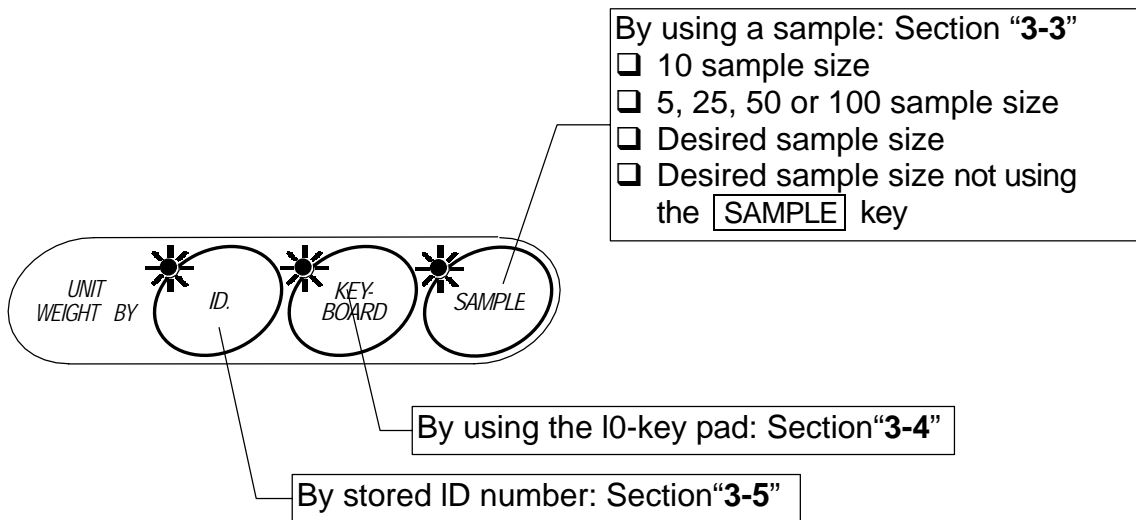 By using a sample: Section “3-3”
❑ 10 sample size
❑ 5, 25, 50 or 100 sample size
❑ Desired sample size
❑ Desired sample size not using
the SAMPLE key
UNIT
WEIGHT BY
ID.
KEY-
BOARD
SAMPLE
By using the l0-key pad: Section“3-4”
By stored ID number: Section“3-5”